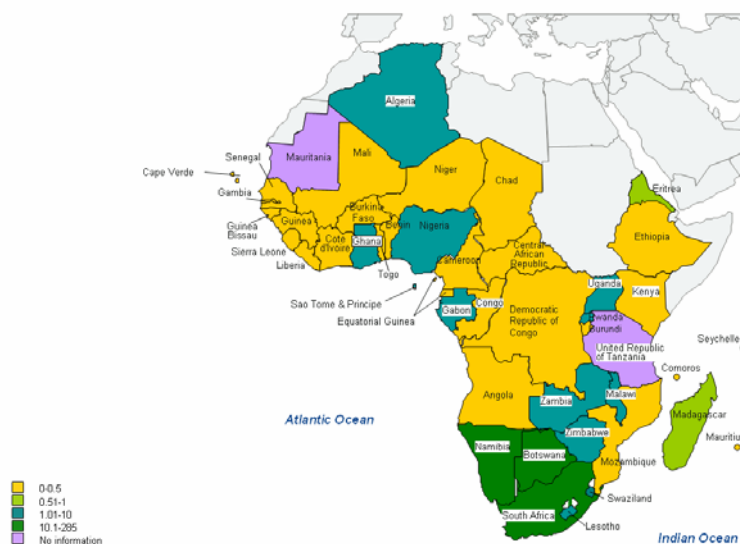 Algeria
Mauritania
Mali
Niger
Chad
Eritrea
Senegal
Cape Verde
Gambia
Guinea
Bissau
Guinea
Sierra Leone
Liberia
Cote
d'Ivoire
Burkina
Faso
Ghana
Benin
Togo
Nigeria
Cameroon
Central
African
Republic
Ethiopia
Uganda
Kenya
Rwanda
Burundi
Sao Tome & Principe
Equatorial Guinea
Gabon
Congo
Democratic
Republic of
Congo
United Republic
of Tanzania
Seychelle
Comoros
Angola
Zambia
Malawi
Madagascar
Mauritiu
Atlantic Ocean
Zimbabwe
Namibia
Botswana
Mozambique
Swaziland
South Africa
Lesotho
Indian Ocean
0-0.5
0.51-1
1.01-10
10.1-285
No information